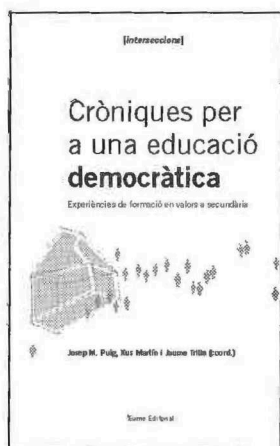 [interseccions]
Cròniques per
a una educació
democràtica
Experiències de formació en valors a secundària
Josep M. Puig, Xus Martín i Jaume Trilla (coord.)
Eumo Editorial